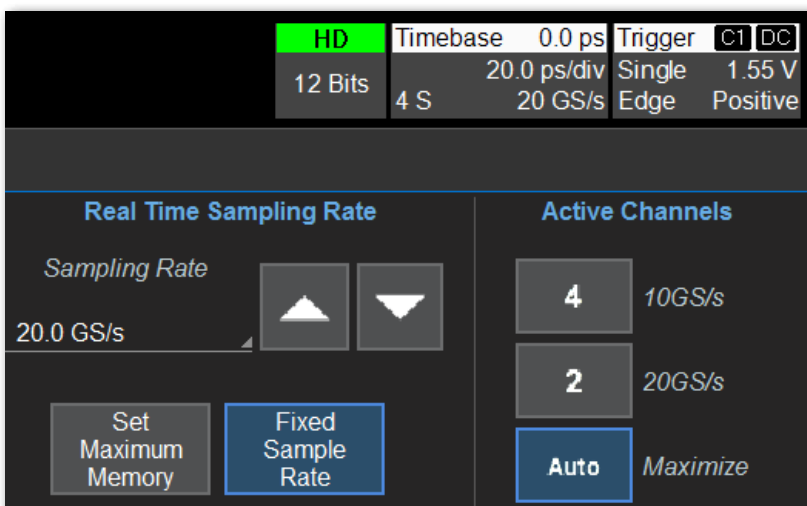 HD
12 Bits
Timebase 0.0 ps
20.0 ps/div
4 S 20 GS/s
Trigger C1 DC
Single 1.55 V
Edge Positive
Real Time Sampling Rate
Sampling Rate
20.0 GS/s
Set
Maximum
Memory
Fixed
Sample
Rate
Active Channels
4 10GS/s
2 20GS/s
Auto Maximize